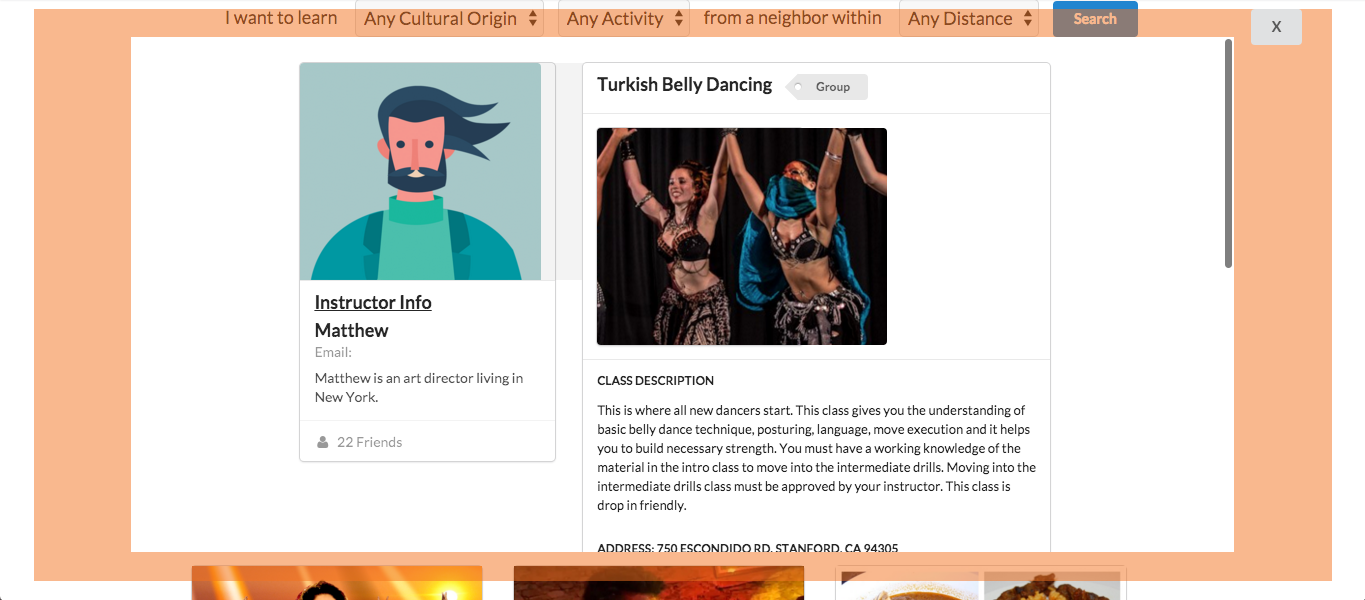 I want to learn Any Cultural Origin Any Activity from a neighbor within Any Distance Search
X
Instructor Info
Matthew
Email:
Matthew is an art director living in
New York.
22 Friends
Turkish Belly Dancing Group
CLASS DESCRIPTION
This is where all new dancers start. This class gives you the understanding of
basic belly dance technique, posturing, language, move execution and it helps
you to build necessary strength. You must have a working knowledge of the
material in the intro class to move into the intermediate drills. Moving into the
intermediate drills class must be approved by your instructor. This class is
drop in friendly.
ADDRESS: 750 ESCONDIDO RD. STANFORD, CA 94305